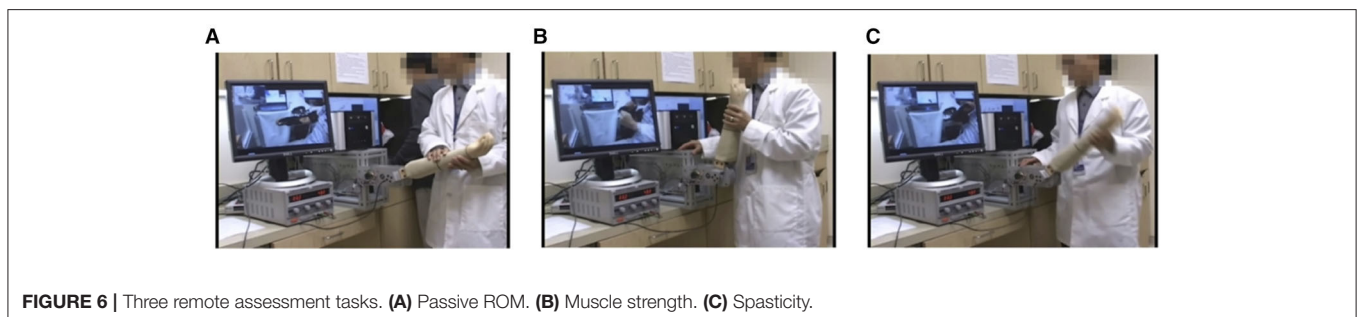 A
B
C
FIGURE 6 | Three remote assessment tasks. (A) Passive ROM. (B) Muscle strength. (C) Spasticity.